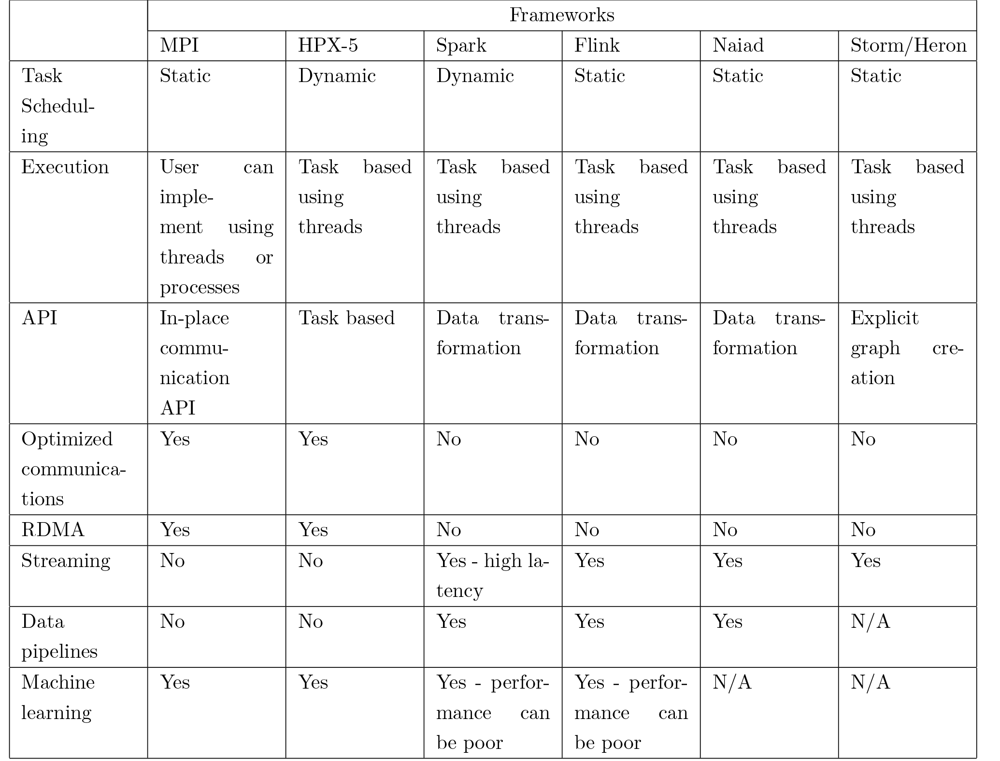 Frameworks
MPI HPX-5 Spark Flink Naiad Storm/Heron
Task Static Dynamic Dynamic Static Static Static
Schedul-
ing
Execution User can Task based Task based Task based Task based Task based
imple- using using using using using
ment using threads threads threads threads threads
threads or
processes
API In-place Task based Data trans- Data trans- Data trans- Explicit
commu- formation formation formation graph cre-
nication ation
API
Optimized Yes Yes No No No No
communica-
tions
RDMA Yes Yes No No No No
Streaming No No Yes - high la- Yes Yes Yes
tency
Data No No Yes Yes Yes N/A
pipelines
Machine Yes Yes Yes - perfor- Yes - perfor- N/A N/A
learning mance can mance can
be poor be poor